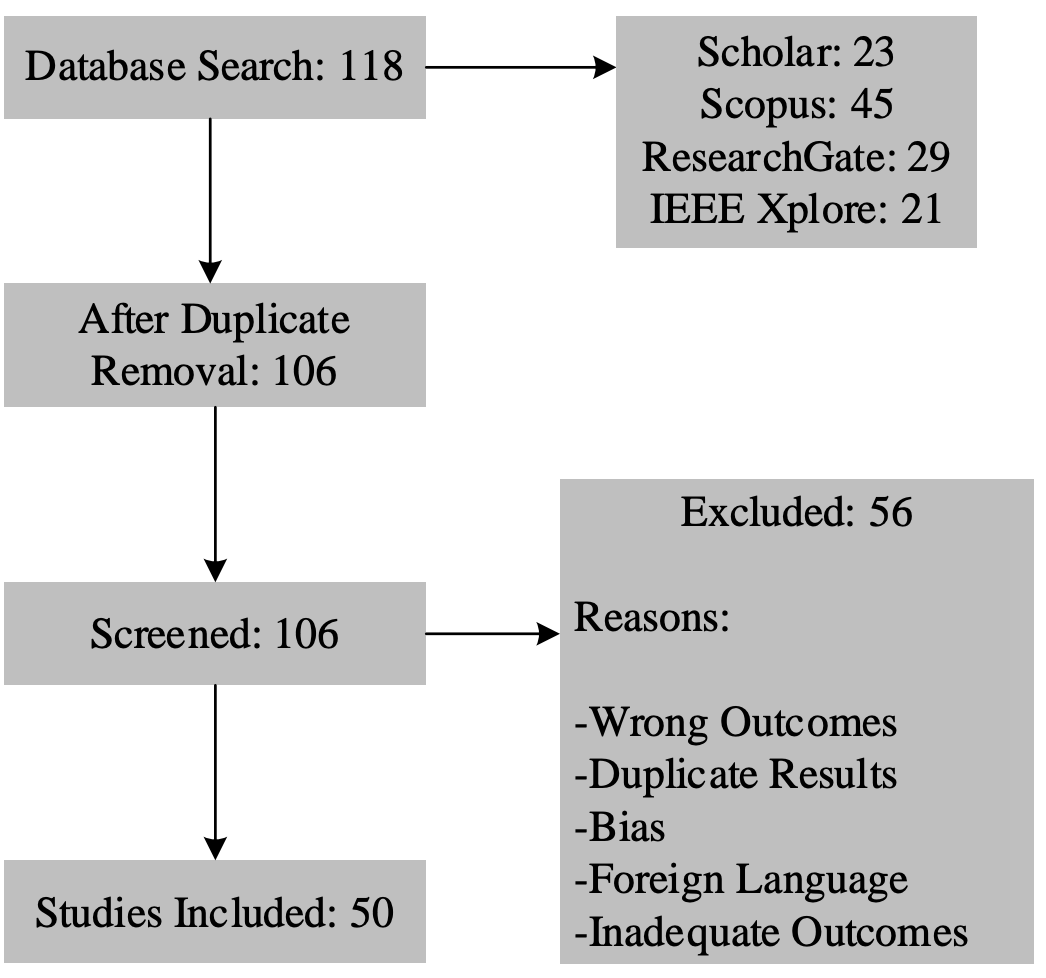 Database Search: 118
Scholar: 23
Scopus: 45
ResearchGate: 29
IEEE Xplore: 21
After Duplicate
Removal: 106
Screened: 106
Excluded: 56
Reasons:
-Wrong Outcomes
-Duplicate Results
-Bias
-Foreign Language
-Inadequate Outcomes
Studies Included: 50